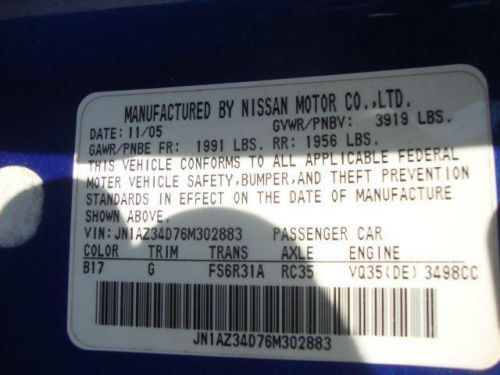 MANUFACTURED BY NISSAN MOTOR CO.,LTD.
DATE: 11/05 GVWR/PNBV: 3919 LBS.
GAWR/PNBE FR: 1991 LBS. RR: 1956 LBS.
THIS VEHICLE CONFORMS TO ALL APPLICABLE FEDERAL
MOTER VEHICLE SAFETY,BUMPER,AND THEFT PREVENTION
STANDARDS IN EFFECT ON THE DATE OF MANUFACTURE
SHOWN ABOVE.
VIN: JN1AZ34D76M302883 PASSENGER CAR
COLOR TRIM TRANS AXLE ENGINE
B17 G FS6R31A RC35 VQ35(DE) 3498CC
JN1AZ34D76M302883